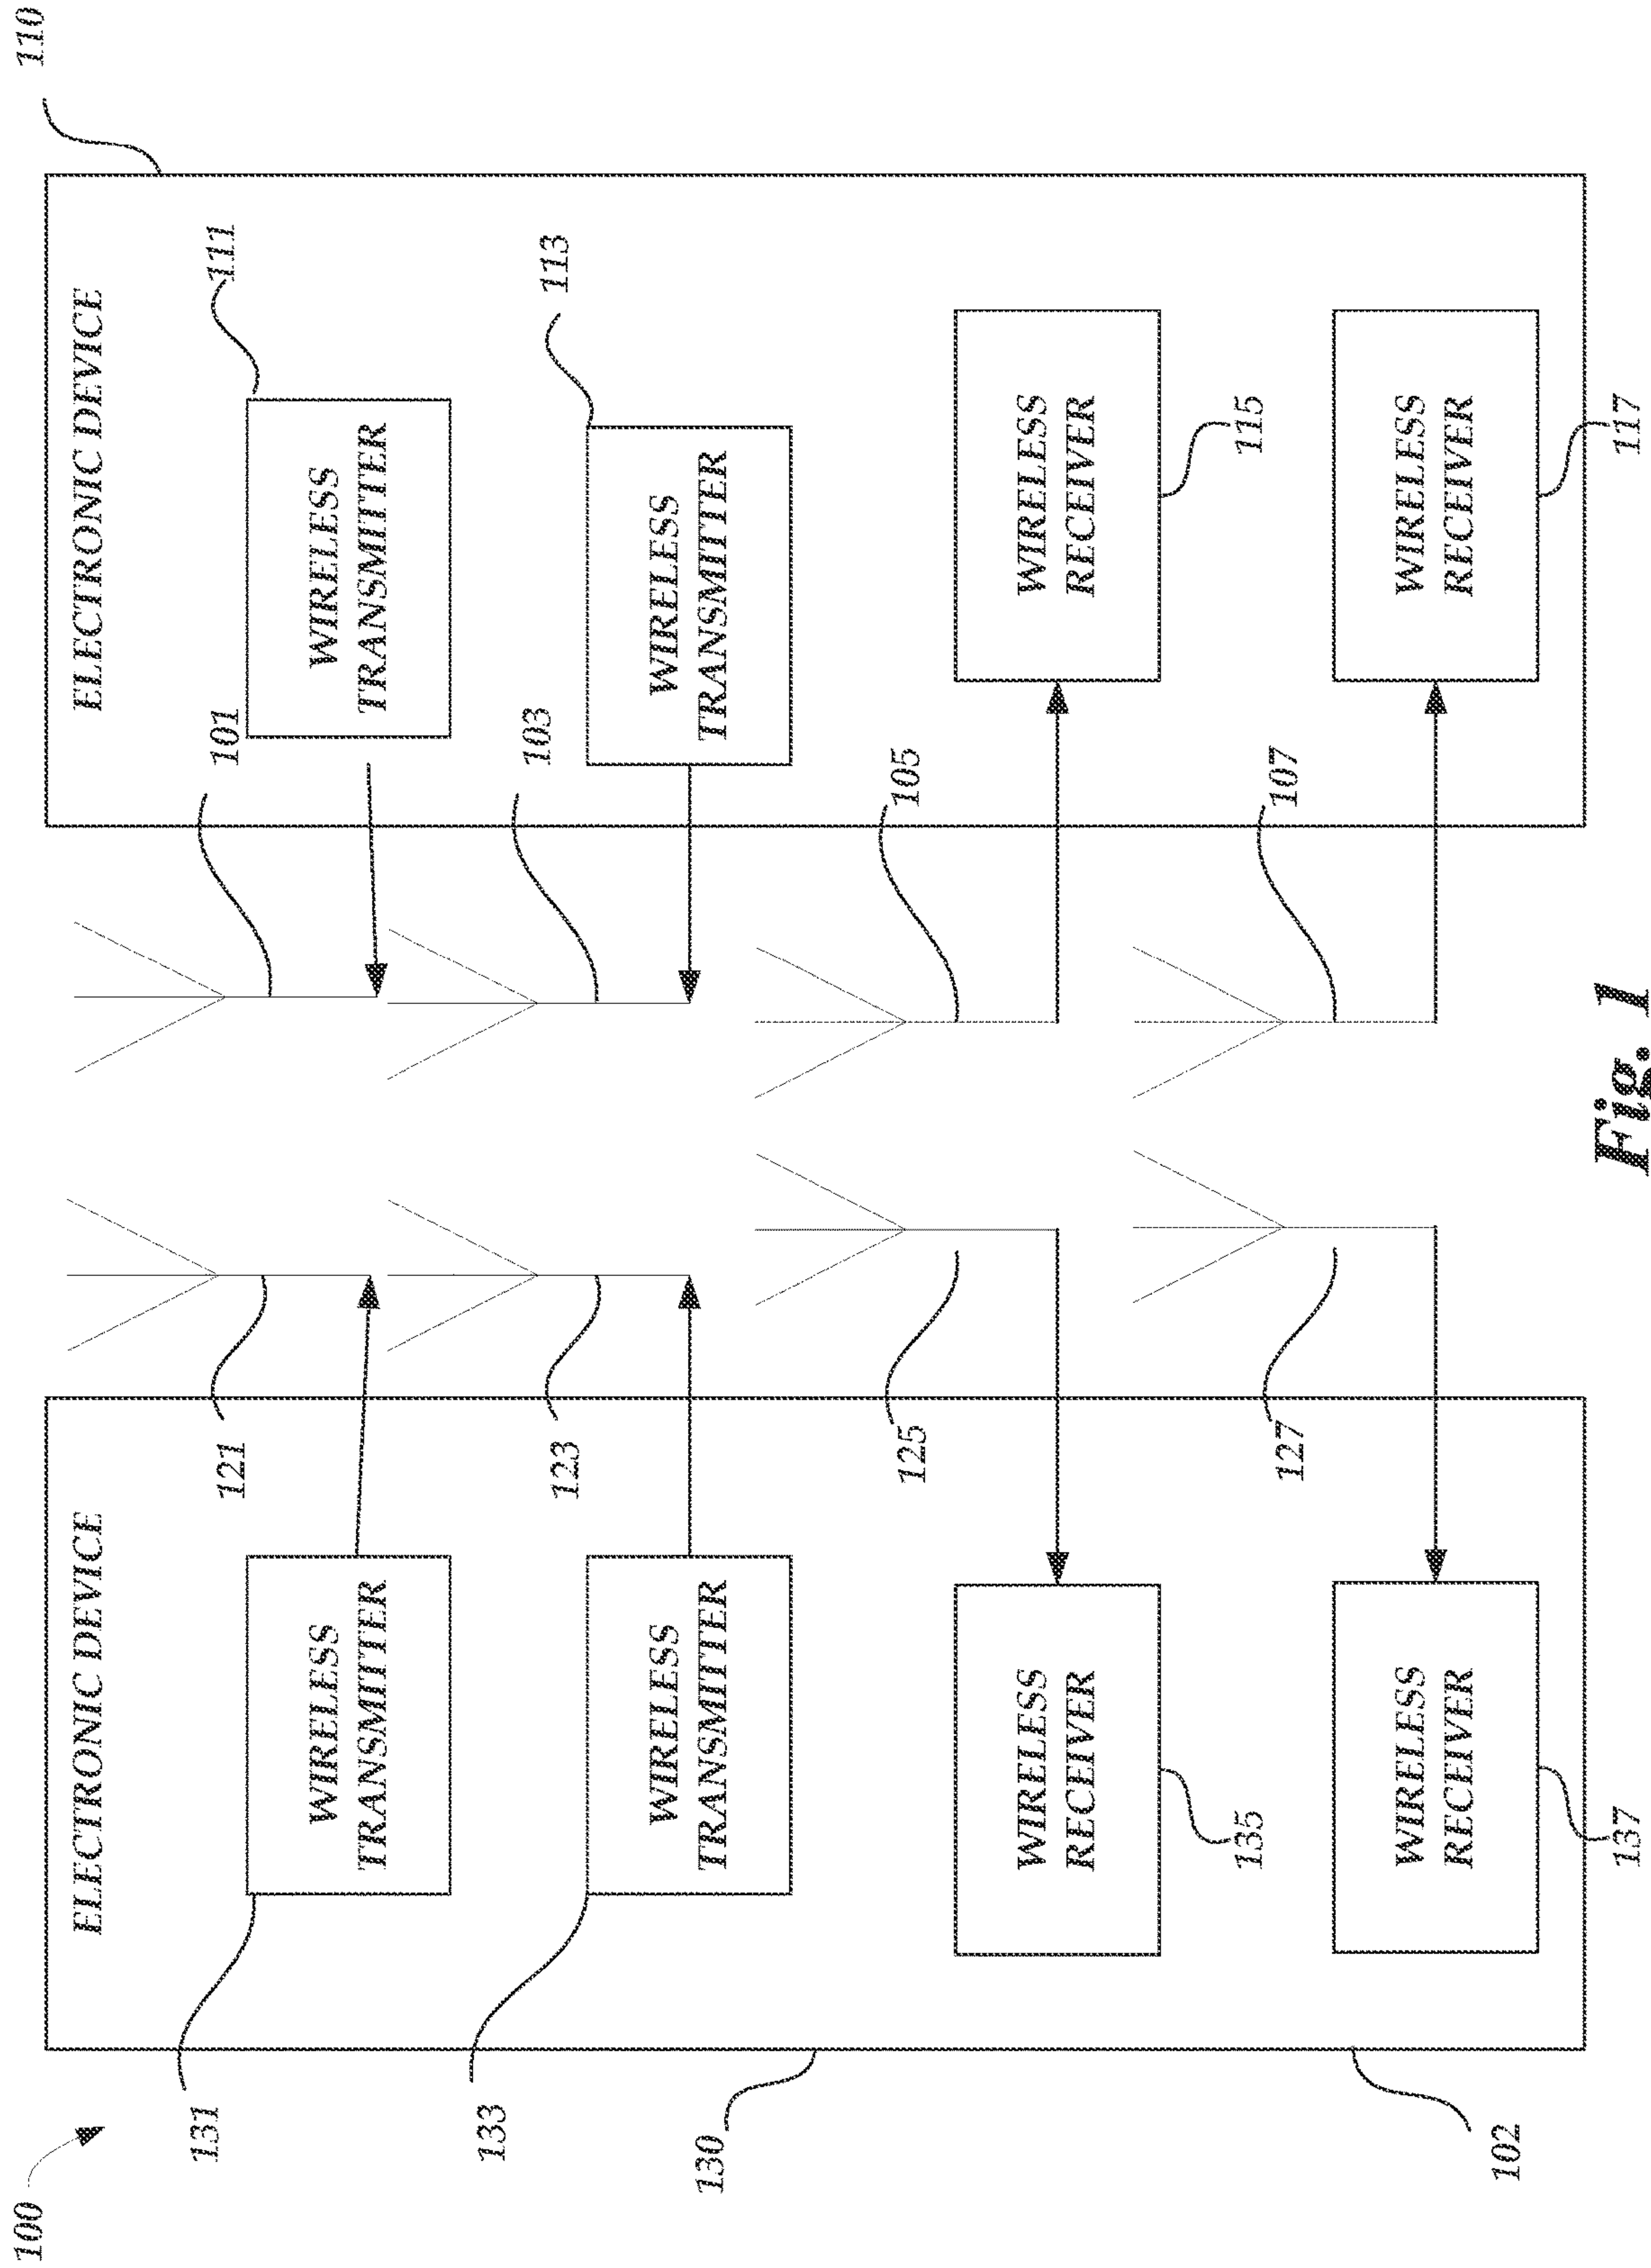 100
ELECTRONIC DEVICE
ELECTRONIC DEVICE
110
131
WIRELESS
TRANSMITTER
121
101
WIRELESS
TRANSMITTER
111
133
WIRELESS
TRANSMITTER
123
103
WIRELESS
TRANSMITTER
113
130
125
105
WIRELESS
RECEIVER
135
WIRELESS
RECEIVER
115
127
107
WIRELESS
RECEIVER
137
WIRELESS
RECEIVER
117
102
Fig. 1